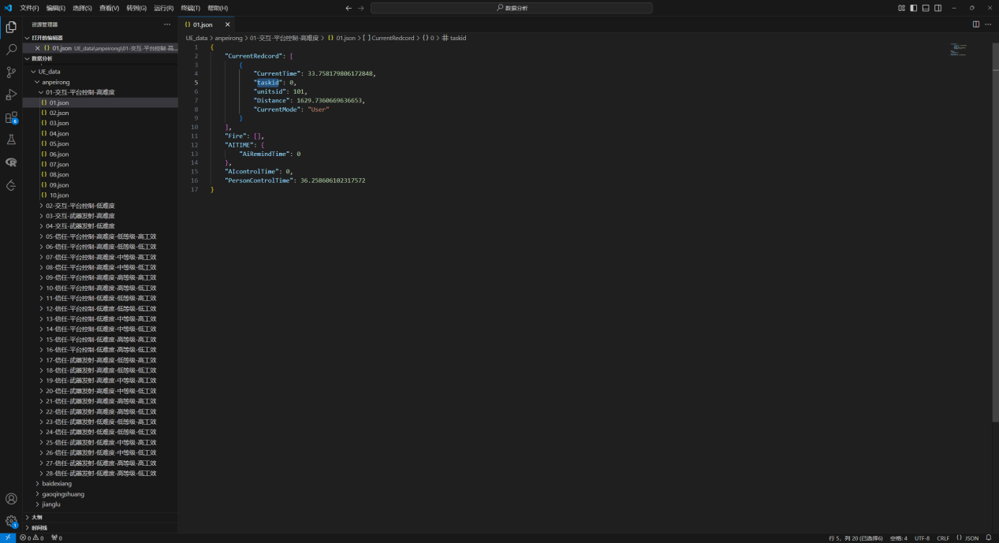 文件(F) 编辑(E) 选择(S) 查看(V) 转到(G) 运行(R) 终端(T) 帮助(H)
数据分析
资源管理器
打开的编辑器
01.json UE_data\anpeirong\01-交互-平台控制-高...
数据分析
UE_data
anpeirong
01-交互-平台控制-高难度
01.json
02.json
03.json
04.json
05.json
06.json
07.json
08.json
09.json
10.json
02-交互-平台控制-低难度
03-交互-武器发射-高难度
04-交互-武器发射-低难度
05-信任-平台控制-高难度-低等级-高工效
06-信任-平台控制-高难度-低等级-低工效
07-信任-平台控制-高难度-中等级-高工效
08-信任-平台控制-高难度-中等级-低工效
09-信任-平台控制-高难度-高等级-高工效
10-信任-平台控制-高难度-高等级-低工效
11-信任-平台控制-低难度-低等级-高工效
12-信任-平台控制-低难度-低等级-低工效
13-信任-平台控制-低难度-中等级-高工效
14-信任-平台控制-低难度-中等级-低工效
15-信任-平台控制-低难度-高等级-高工效
16-信任-平台控制-低难度-高等级-低工效
17-信任-武器发射-高难度-低等级-高工效
18-信任-武器发射-高难度-低等级-低工效
19-信任-武器发射-高难度-中等级-高工效
20-信任-武器发射-高难度-中等级-低工效
21-信任-武器发射-高难度-高等级-高工效
22-信任-武器发射-高难度-高等级-低工效
23-信任-武器发射-低难度-低等级-高工效
24-信任-武器发射-低难度-低等级-低工效
25-信任-武器发射-低难度-中等级-高工效
26-信任-武器发射-低难度-中等级-低工效
27-信任-武器发射-低难度-高等级-高工效
28-信任-武器发射-低难度-高等级-低工效
baidexiang
gaoqingshuang
jianglu
大纲
时间线
{} 01.json
UE_data > anpeirong > 01-交互-平台控制-高难度 > {} 01.json > [ ] CurrentRedcord > {} 0 > # taskid
1 {
2 "CurrentRedcord": [
3 {
4 "CurrentTime": 33.758179806172848,
5 "taskid": 0,
6 "unitsid": 101,
7 "Distance": 1629.7360669636653,
8 "CurrentMode": "User"
9 }
10 ],
11 "Fire": [],
12 "AITIME": {
13 "AiRemindTime": 0
14 },
15 "AIcontrolTime": 0,
16 "PersonControlTime": 36.258606102317572
17 }
0 0 0
行 5，列 20 (已选择6) 空格: 4 UTF-8 CRLF {} JSON